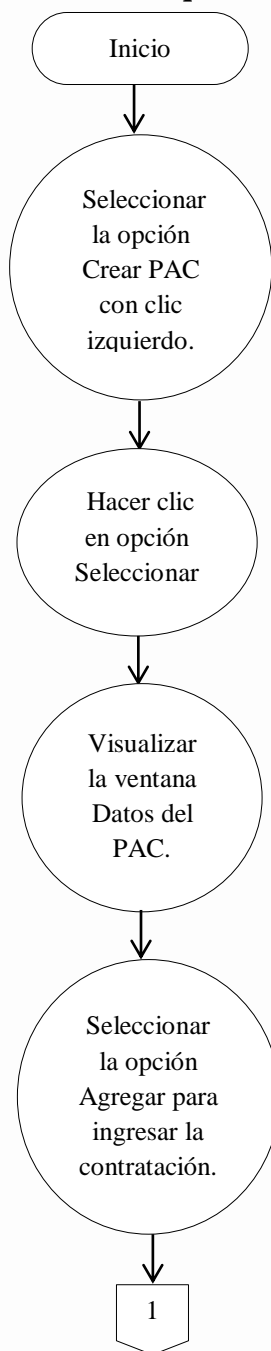 Inicio
Seleccionar
la opción
Crear PAC
con clic
izquierdo.
Hacer clic
en opción
Seleccionar
Visualizar
la ventana
Datos del
PAC.
Seleccionar
la opción
Agregar para
ingresar la
contratación.
1